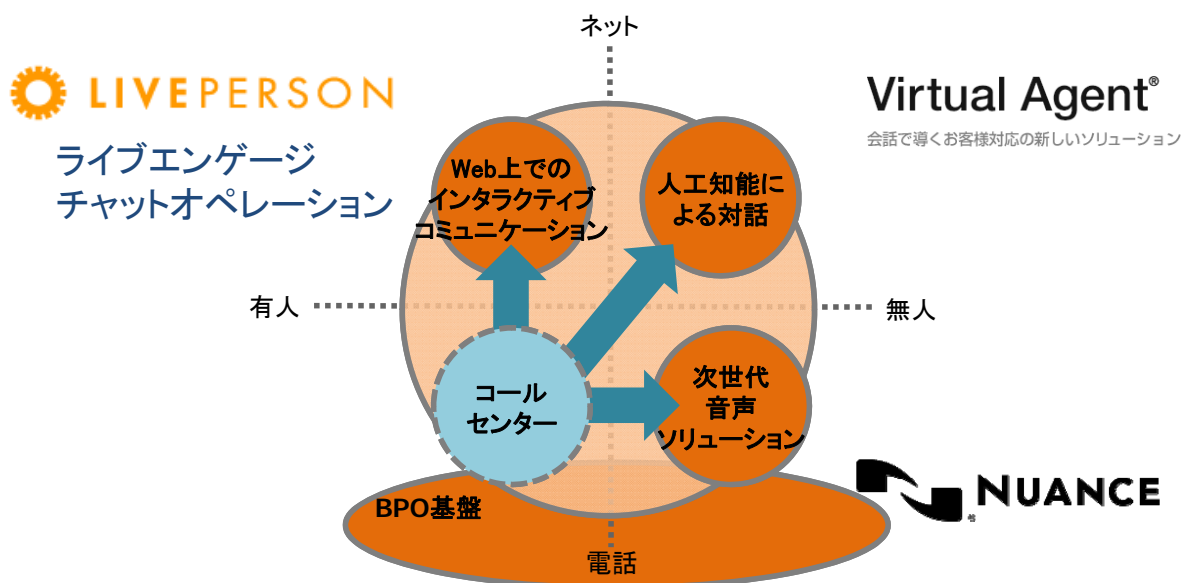 ネット
LIVEPERSON
ライブエンゲージ
チャットオペレーション
Virtual Agent®
会話で導くお客様対応の新しいソリューション
Web上での
インタラクティブ
コミュニケーション
人工知能に
よる対話
有人
無人
コール
センター
次世代
音声
ソリューション
BPO基盤
NUANCE
電話